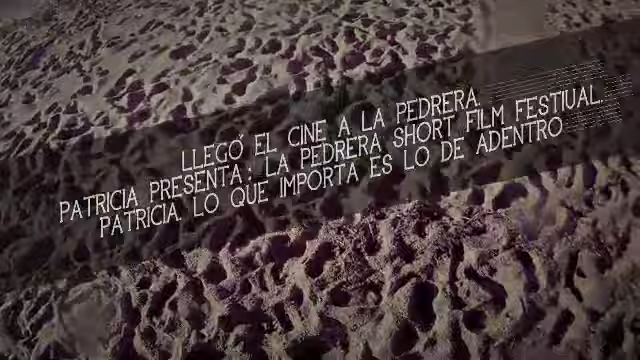 LLEGÓ EL CINE A LA PEDRERA.
PATRICIA PRESENTA: LA PEDRERA SHORT FILM FESTIUAL.
PATRICIA. LO QUE IMPORTA ES LO DE ADENTRO